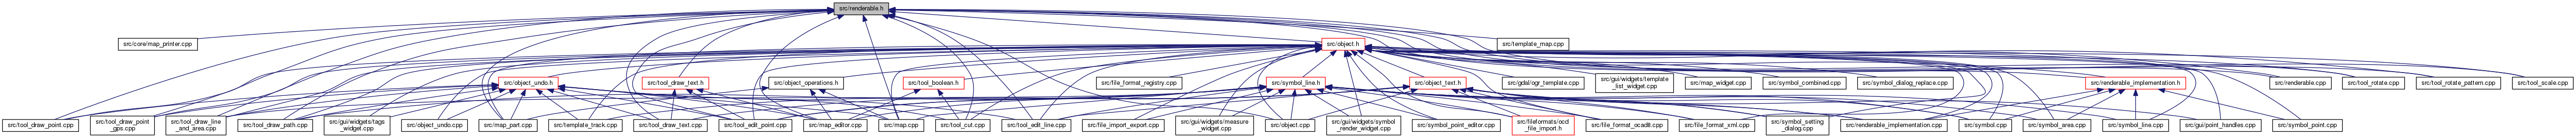 src/renderable.h
src/core/map_printer.cpp
src/object.h
src/template_map.cpp
src/object_undo.h
src/tool_draw_text.h
src/object_operations.h
src/tool_boolean.h
src/file_format_registry.cpp
src/symbol_line.h
src/object_text.h
src/gdal/ogr_template.cpp
src/gui/widgets/template
_list_widget.cpp
src/map_widget.cpp
src/symbol_combined.cpp
src/symbol_dialog_replace.cpp
src/renderable_implementation.h
src/renderable.cpp
src/tool_rotate.cpp
src/tool_rotate_pattern.cpp
src/tool_scale.cpp
src/tool_draw_point.cpp
src/tool_draw_point
_gps.cpp
src/tool_draw_line
_and_area.cpp
src/tool_draw_path.cpp
src/gui/widgets/tags
_widget.cpp
src/object_undo.cpp
src/map_part.cpp
src/template_track.cpp
src/tool_draw_text.cpp
src/tool_edit_point.cpp
src/map_editor.cpp
src/map.cpp
src/tool_cut.cpp
src/tool_edit_line.cpp
src/file_import_export.cpp
src/gui/widgets/measure
_widget.cpp
src/object.cpp
src/gui/widgets/symbol
_render_widget.cpp
src/symbol_point_editor.cpp
src/fileformats/ocd
_file_import.h
src/file_format_ocad8.cpp
src/file_format_xml.cpp
src/symbol_setting
_dialog.cpp
src/renderable_implementation.cpp
src/symbol.cpp
src/symbol_area.cpp
src/symbol_line.cpp
src/gui/point_handles.cpp
src/symbol_point.cpp